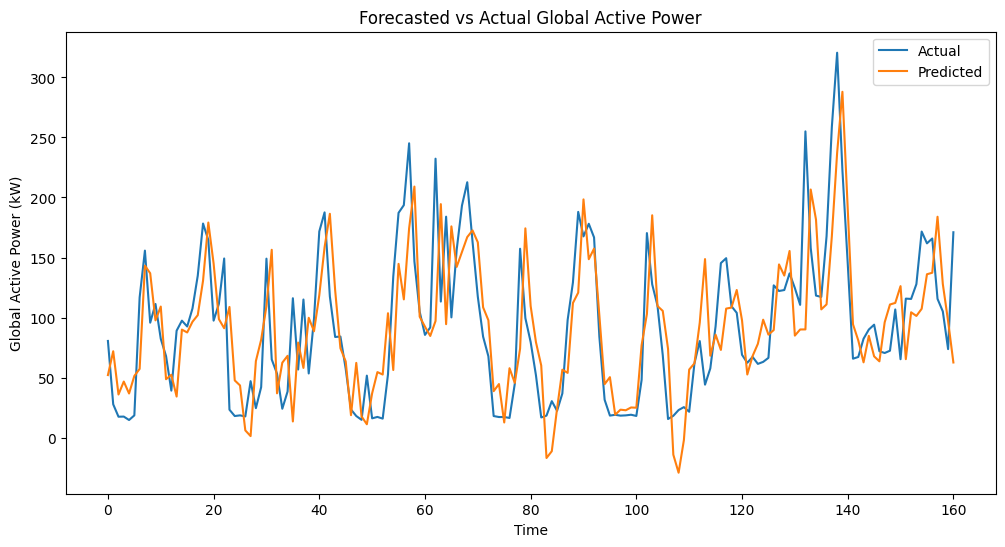 Forecasted vs Actual Global Active Power
Actual
Predicted
Global Active Power (kW)
300
250
200
150
100
50
0
0 20 40 60 80 100 120 140 160
Time